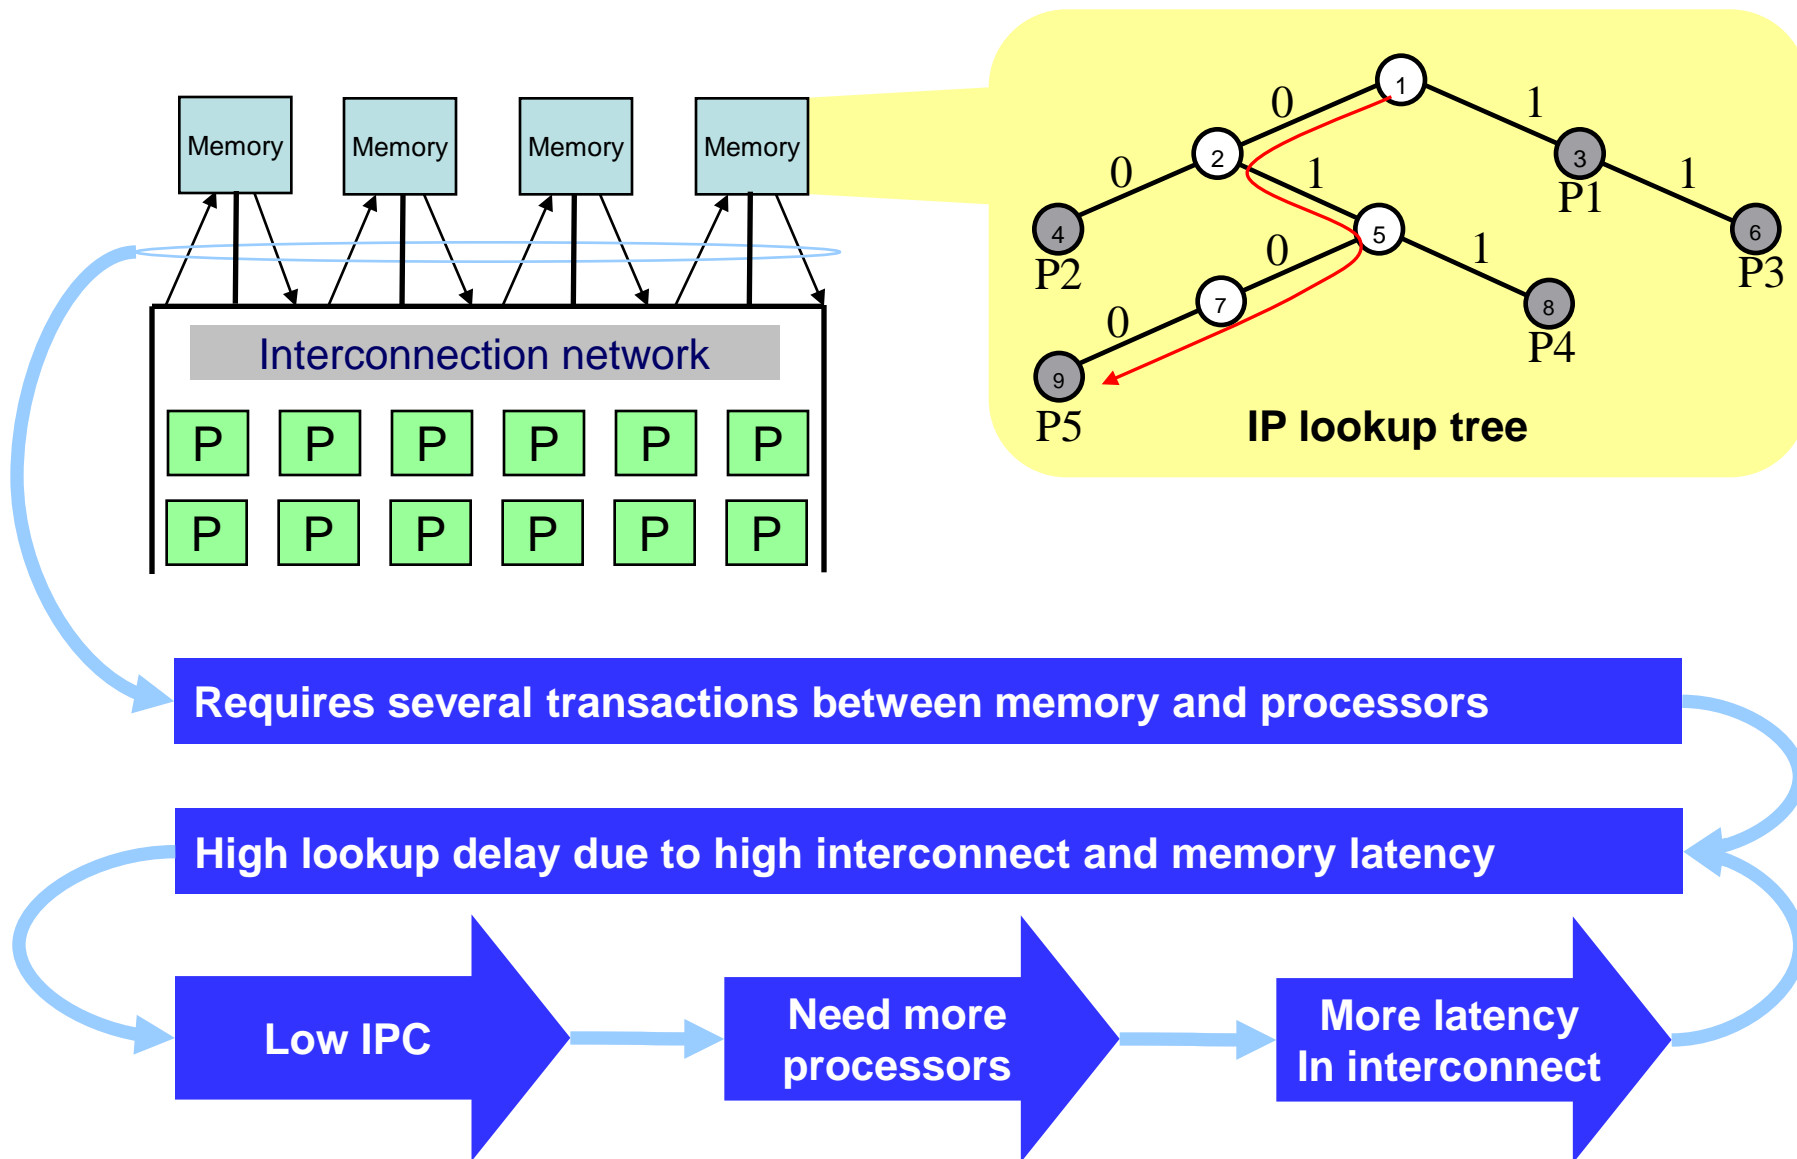 1
0
1
Memory
Memory
Memory
Memory
2
3
0
1
P1
1
4
5
6
P2
0
1
P3
7
8
0
P4
Interconnection network
9
P5
IP lookup tree
P P P P P P
P P P P P P
Requires several transactions between memory and processors
High lookup delay due to high interconnect and memory latency
Low IPC
Need more
processors
More latency
In interconnect